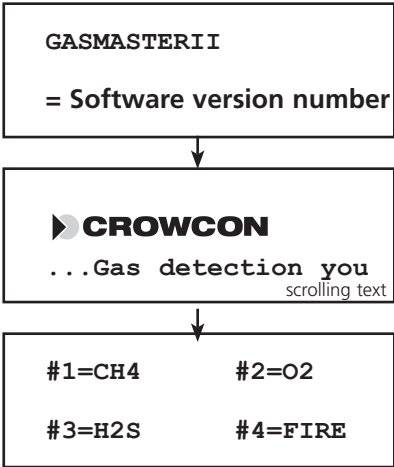 GASMASTERII
= Software version number
CROWCON
...Gas detection you
scrolling text
#1=CH4 #2=O2
#3=H2S #4=FIRE